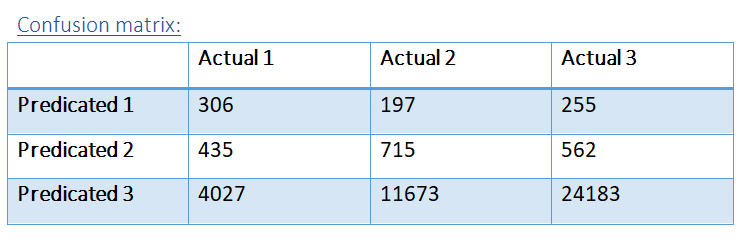 Confusion matrix:
Actual 1 Actual 2 Actual 3
Predicated 1 306 197 255
Predicated 2 435 715 562
Predicated 3 4027 11673 24183